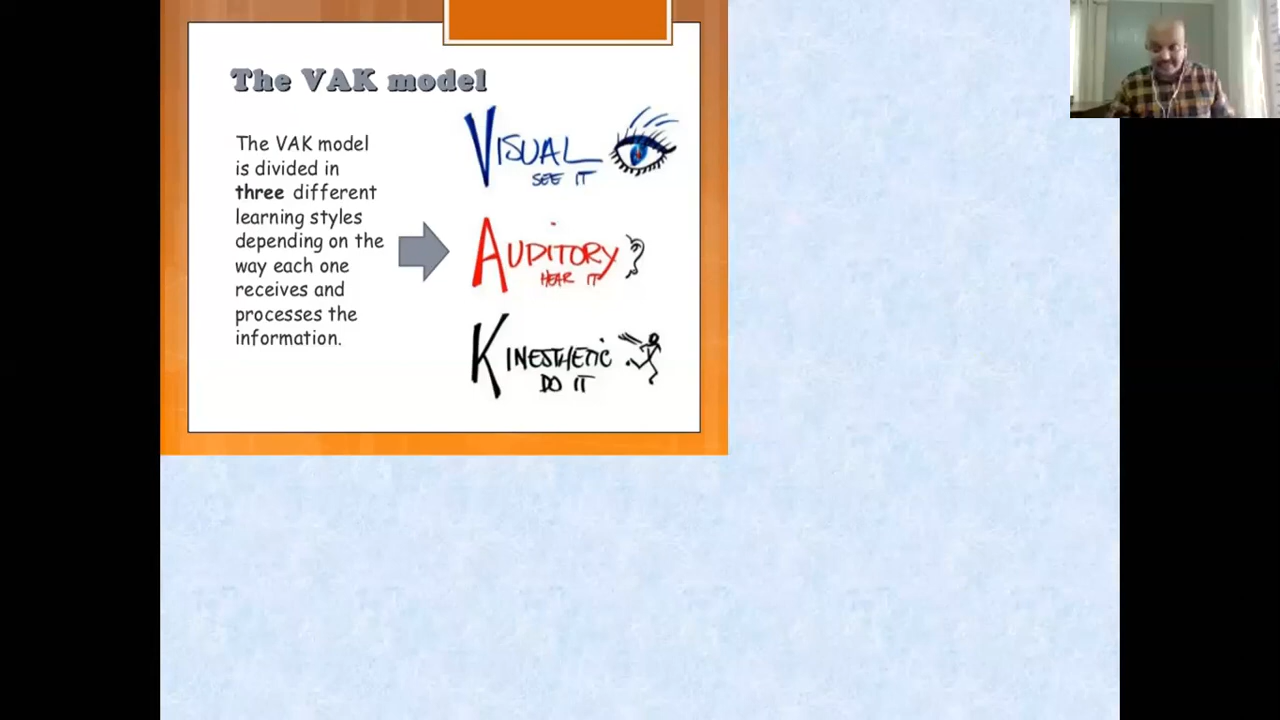 The VAK model
The VAK model
is divided in
three different
learning styles
depending on the
way each one
receives and
processes the
information.
VISUAL
SEE IT
AUDITORY
HEAR IT
KINESTHETIC
DO IT